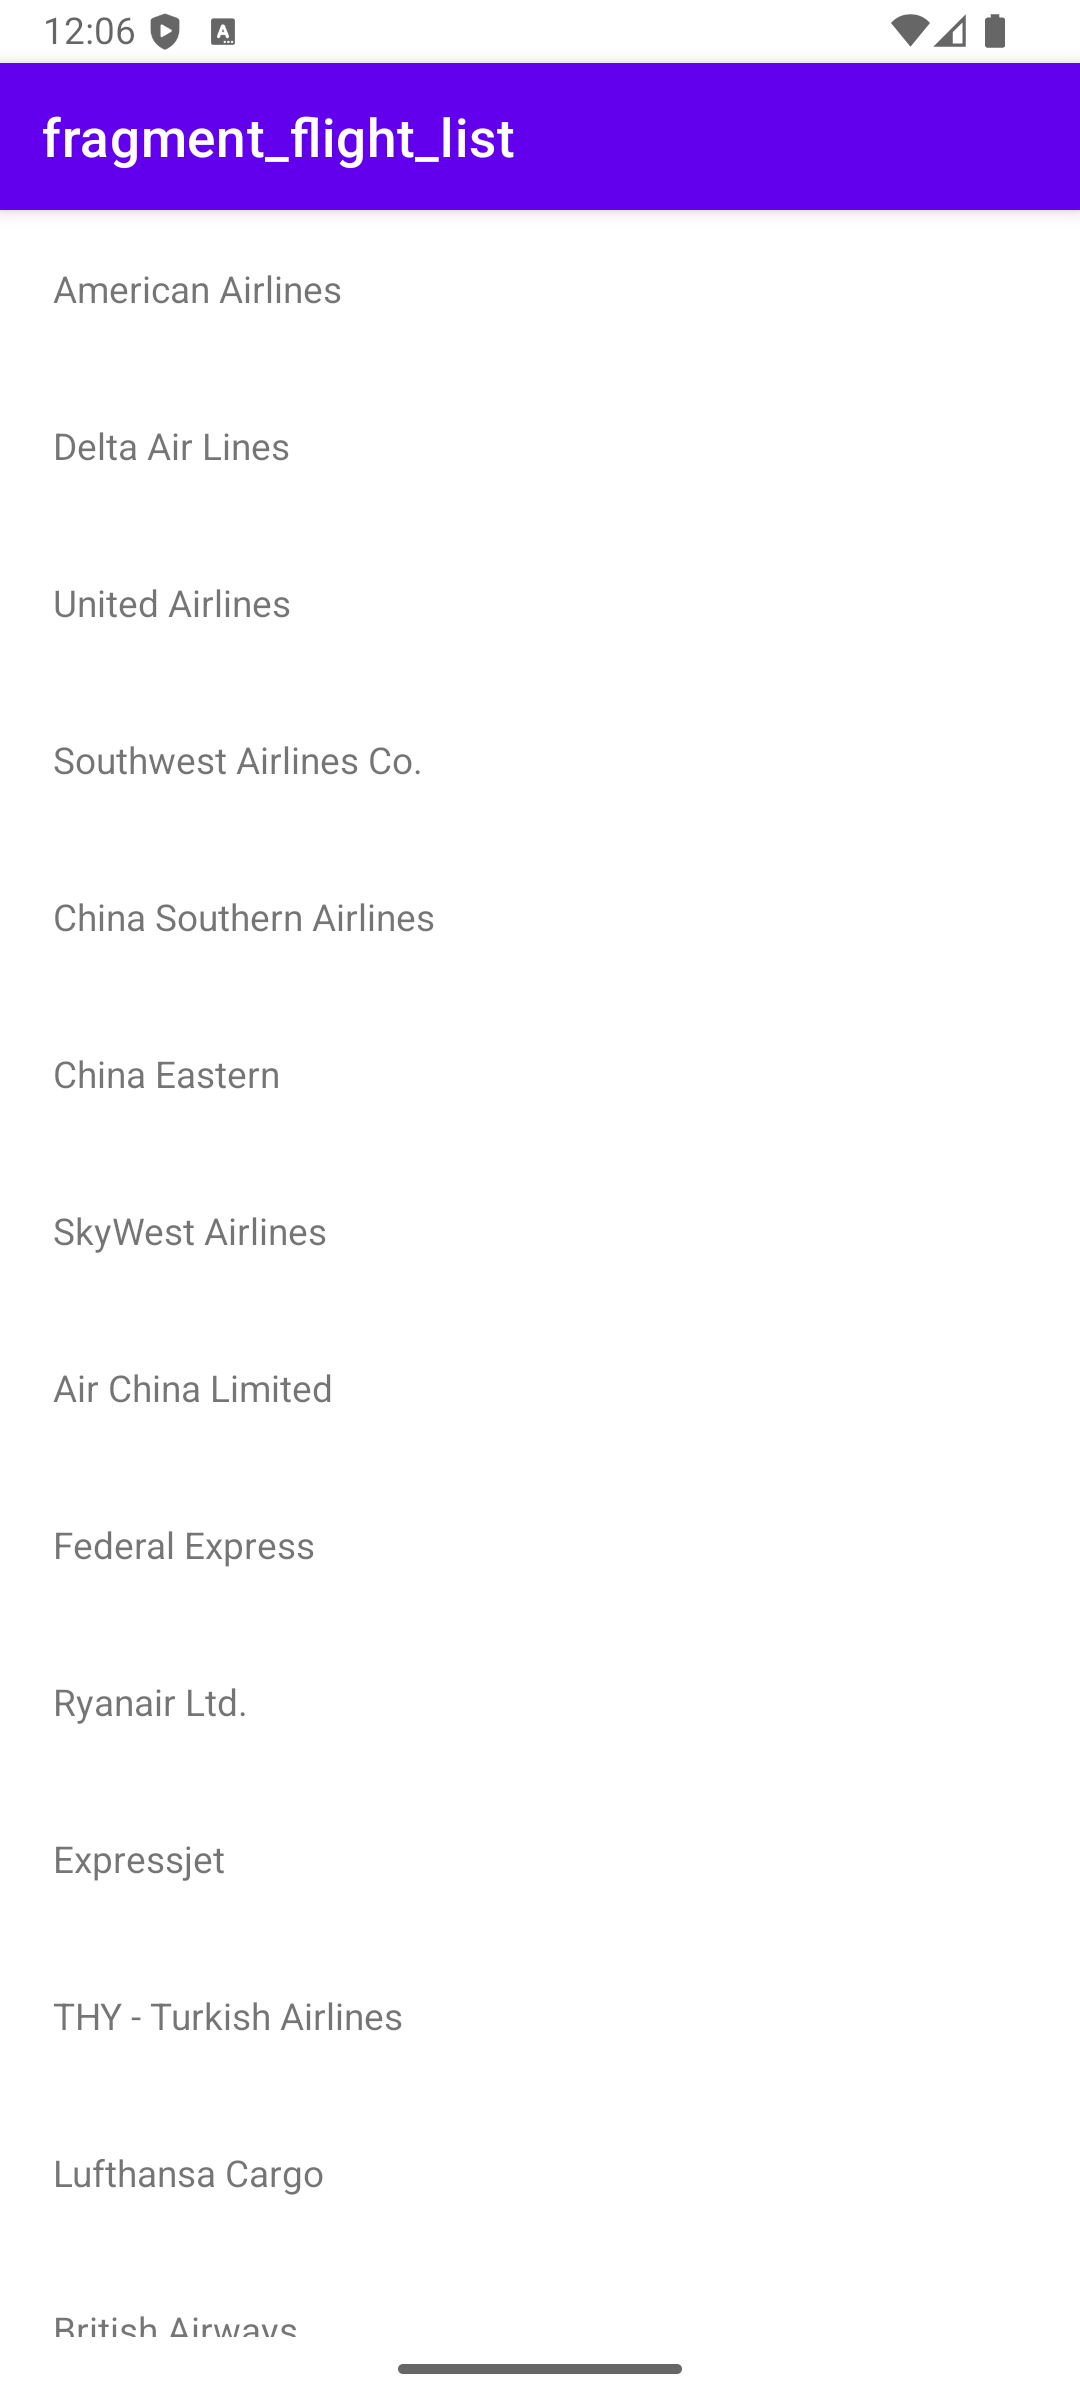 12:06
fragment_flight_list
American Airlines
Delta Air Lines
United Airlines
Southwest Airlines Co.
China Southern Airlines
China Eastern
SkyWest Airlines
Air China Limited
Federal Express
Ryanair Ltd.
Expressjet
THY - Turkish Airlines
Lufthansa Cargo
British Airways